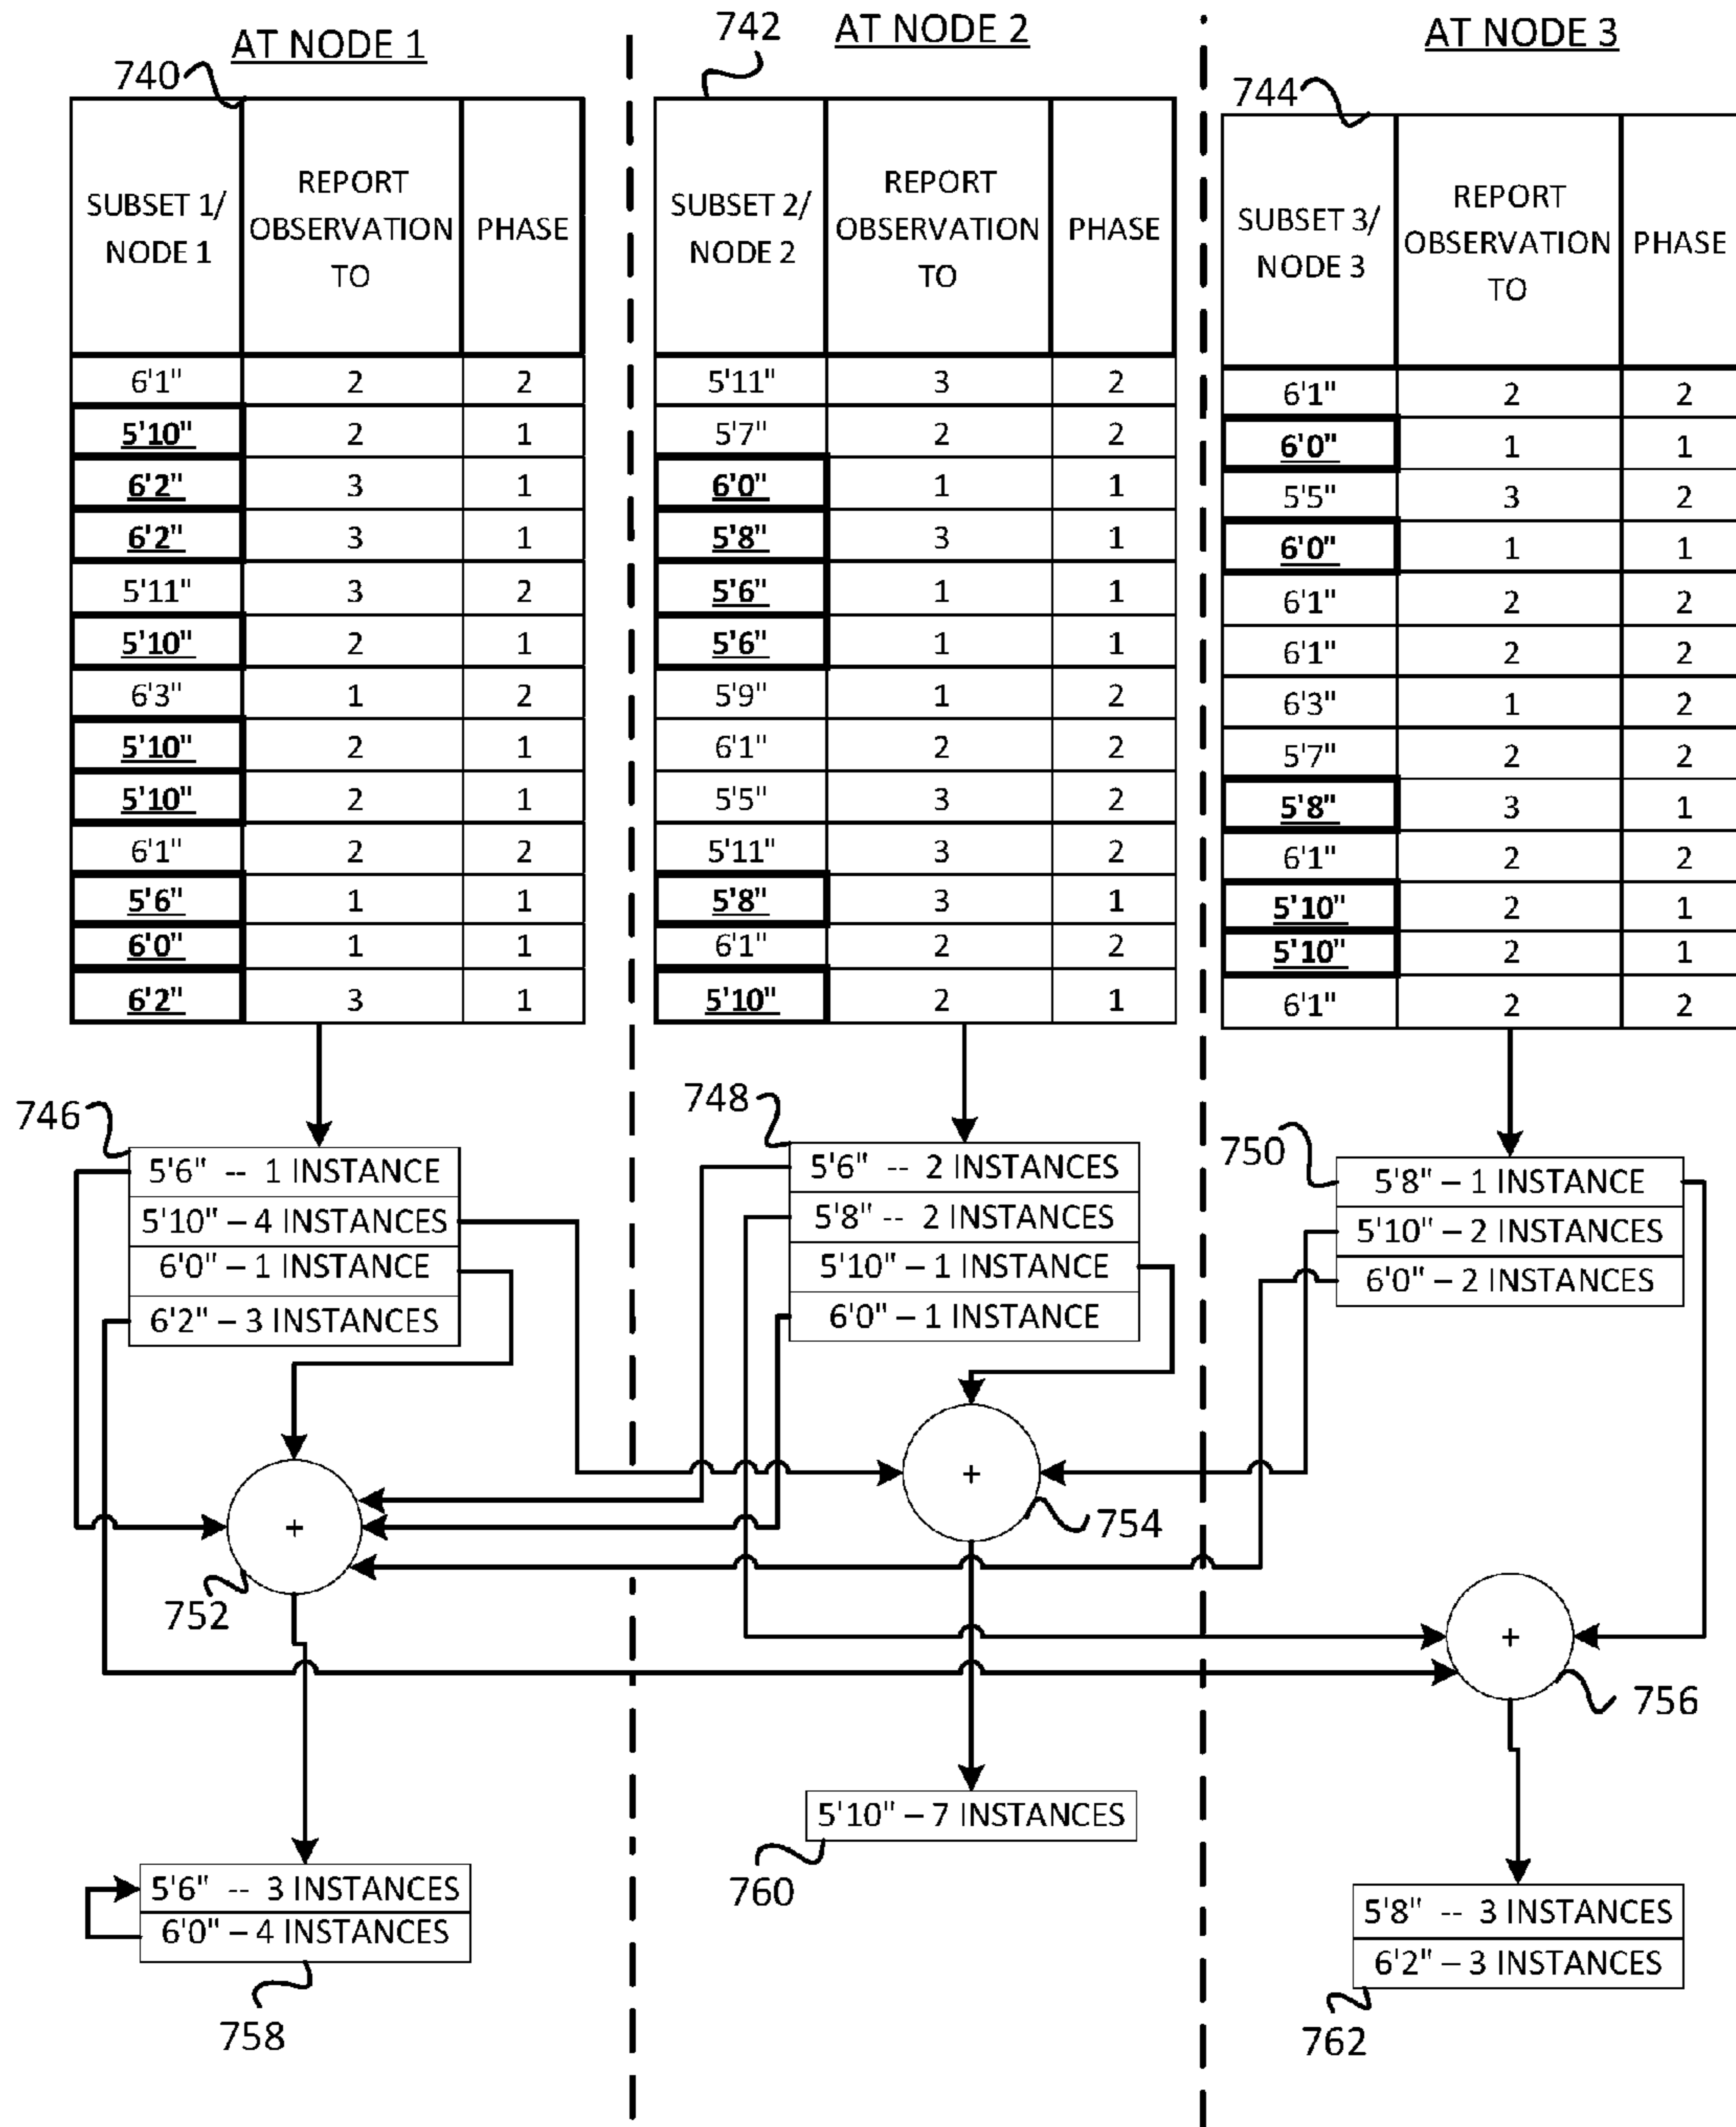 AT NODE 1
740
SUBSET 1/
NODE 1
REPORT
OBSERVATION
TO
PHASE
6'1" 2 2
5'10" 2 1
6'2" 3 1
6'2" 3 1
5'11" 3 2
5'10" 2 1
6'3" 1 2
5'10" 2 1
5'10" 2 1
6'1" 2 2
5'6" 1 1
6'0" 1 1
6'2" 3 1
742
AT NODE 2
SUBSET 2/
NODE 2
REPORT
OBSERVATION
TO
PHASE
5'11" 3 2
5'7" 2 2
6'0" 1 1
5'8" 3 1
5'6" 1 1
5'6" 1 1
5'9" 1 2
6'1" 2 2
5'5" 3 2
5'11" 3 2
5'8" 3 1
6'1" 2 2
5'10" 2 1
AT NODE 3
744
SUBSET 3/
NODE 3
REPORT
OBSERVATION
TO
PHASE
6'1" 2 2
6'0" 1 1
5'5" 3 2
6'0" 1 1
6'1" 2 2
6'1" 2 2
6'3" 1 2
5'7" 2 2
5'8" 3 1
6'1" 2 2
5'10" 2 1
5'10" 2 1
6'1" 2 2
746
5'6" -- 1 INSTANCE
5'10" – 4 INSTANCES
6'0" – 1 INSTANCE
6'2" – 3 INSTANCES
748
5'6" -- 2 INSTANCES
5'8" -- 2 INSTANCES
5'10" – 1 INSTANCE
6'0" – 1 INSTANCE
750
5'8" – 1 INSTANCE
5'10" – 2 INSTANCES
6'0" – 2 INSTANCES
+
752
+
754
+
756
5'6" -- 3 INSTANCES
6'0" – 4 INSTANCES
758
5'10" – 7 INSTANCES
760
5'8" -- 3 INSTANCES
6'2" – 3 INSTANCES
762